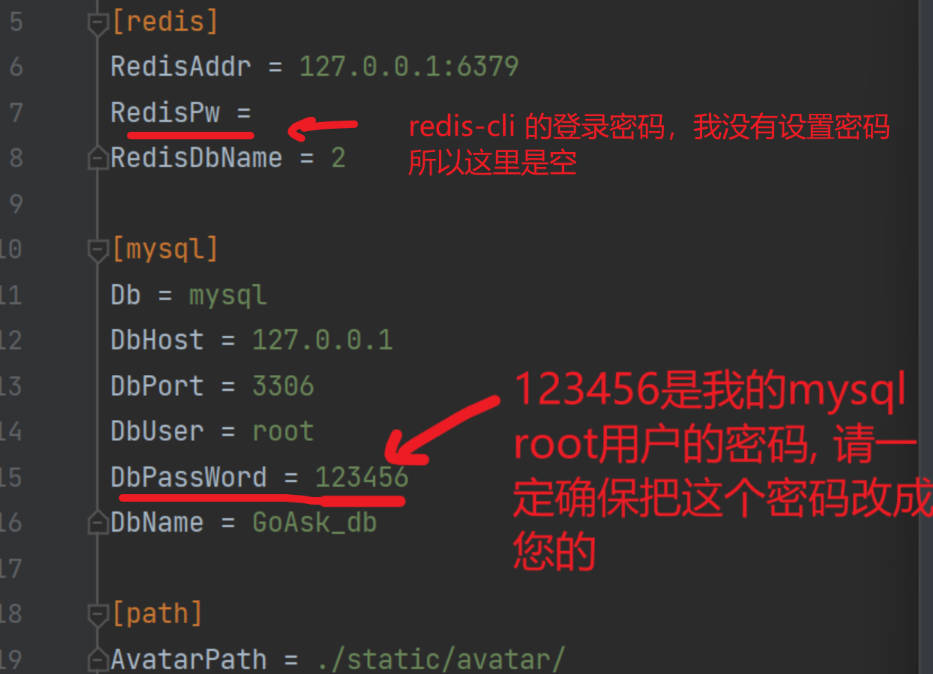 5 [redis]
6 RedisAddr = 127.0.0.1:6379
7 RedisPw =
redis-cli 的登录密码，我没有设置密码
所以这里是空
8 RedisDbName = 2
9
10 [mysql]
11 Db = mysql
12 DbHost = 127.0.0.1
13 DbPort = 3306
14 DbUser = root
15 DbPassWord = 123456
123456是我的mysql
root用户的密码, 请一
定确保把这个密码改成
您的
16 DbName = GoAsk_db
17
18 [path]
19 AvatarPath = ./static/avatar/